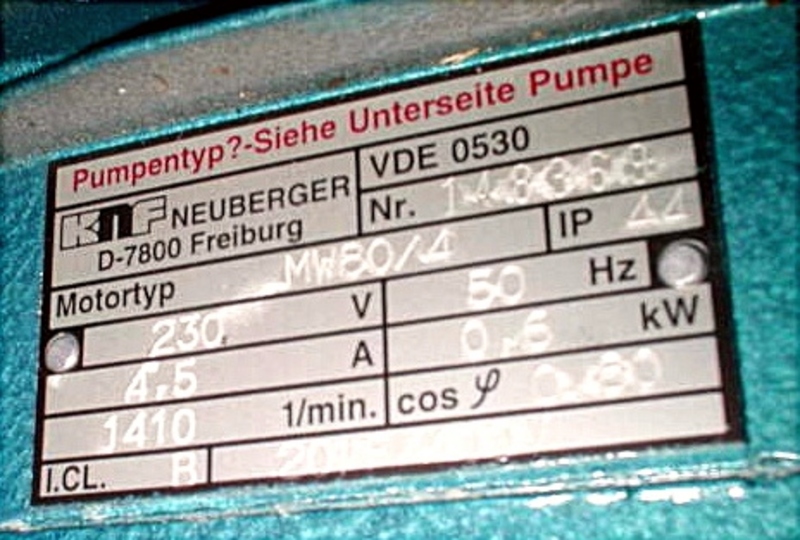 Pumpentyp?-Siehe Unterseite Pumpe
KNF NEUBERGER
D-7800 Freiburg
VDE 0530
Nr.
Motortyp MW80/4 IP 44
230 V 50 Hz
4.5 A 0.6 kW
1410 1/min. cos φ
I.CL. B